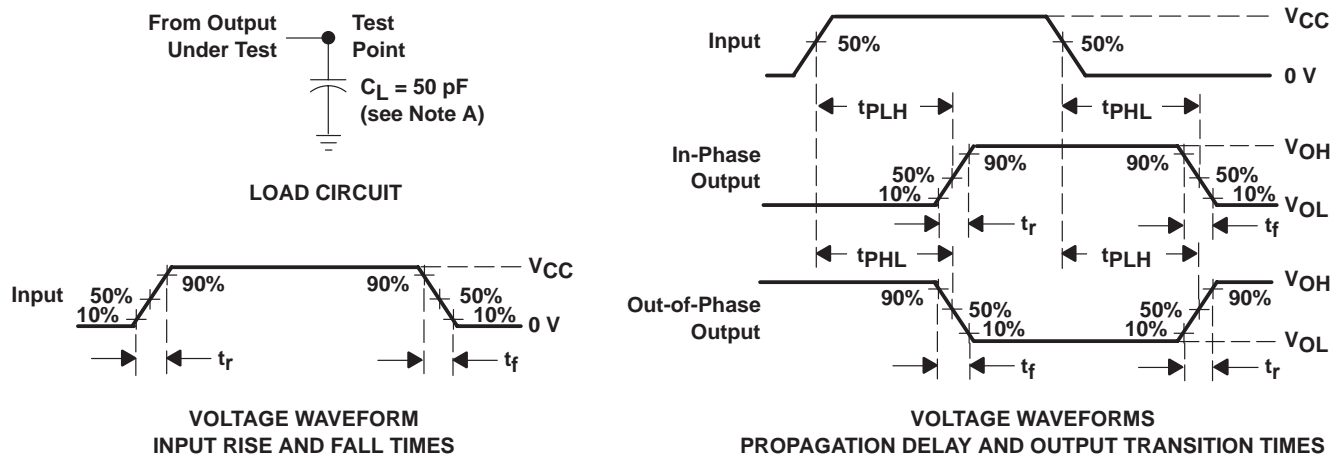 From Output
Under Test
Test
Point
CL = 50 pF
(see Note A)
LOAD CIRCUIT
Input
50%
10%
90%
90%
50%
10%
VCC
0 V
tr
tf
VOLTAGE WAVEFORM
INPUT RISE AND FALL TIMES
Input
50%
50%
VCC
0 V
tPLH
tPHL
In-Phase
Output
50%
10%
90%
90%
50%
10%
VOH
VOL
tr
tf
tPHL
tPLH
Out-of-Phase
Output
90%
50%
10%
50%
10%
90%
VOH
VOL
tf
tr
VOLTAGE WAVEFORMS
PROPAGATION DELAY AND OUTPUT TRANSITION TIMES